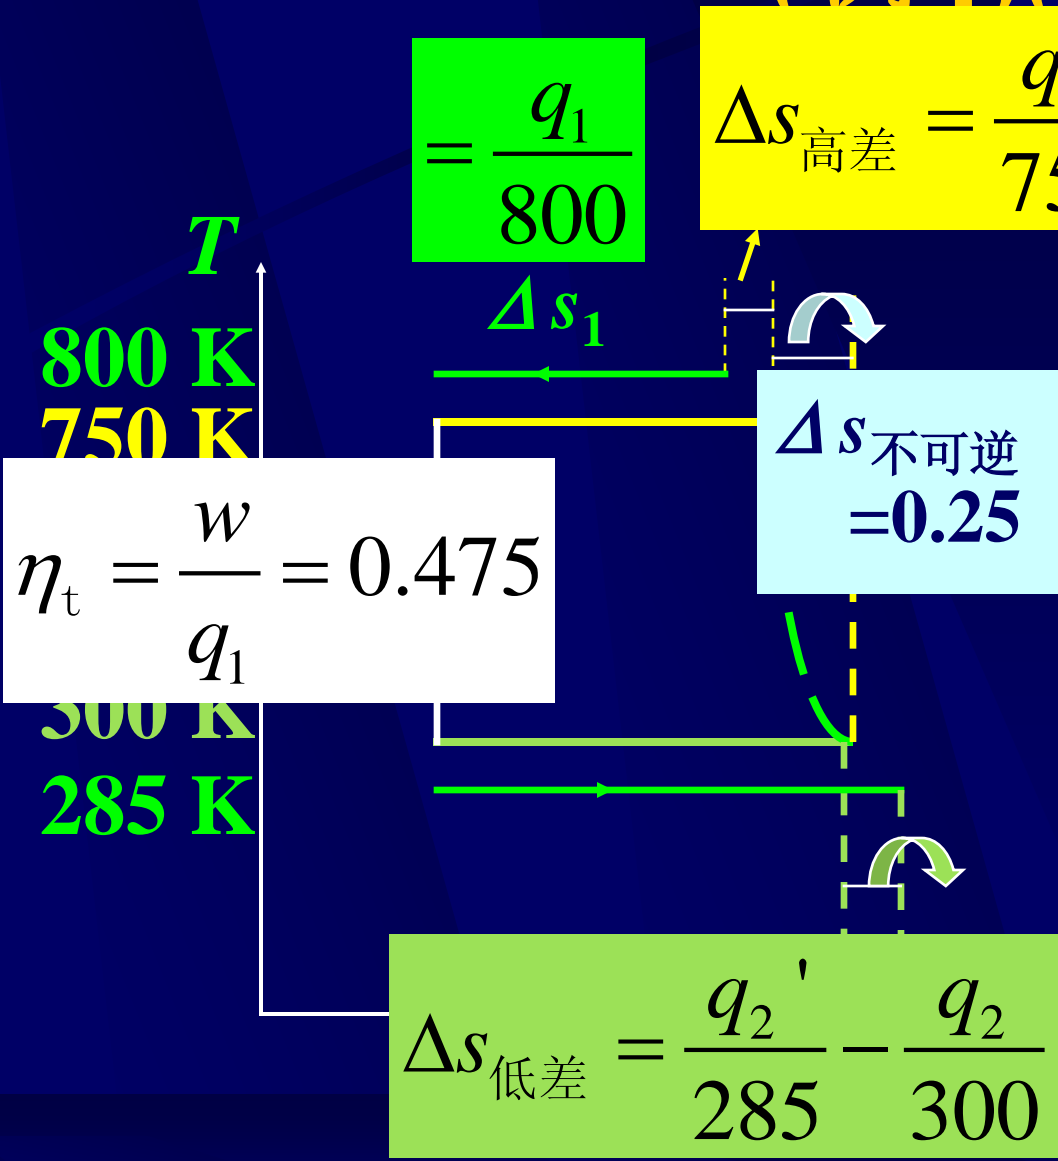 = q₁ / 800
Δs高差 = q / 75
T
Δ s₁
800 K
750 K
Δ s不可逆
=0.25
ηt = w / q₁ = 0.475
300 K
285 K
Δs低差 = q₂' / 285 − q₂ / 300